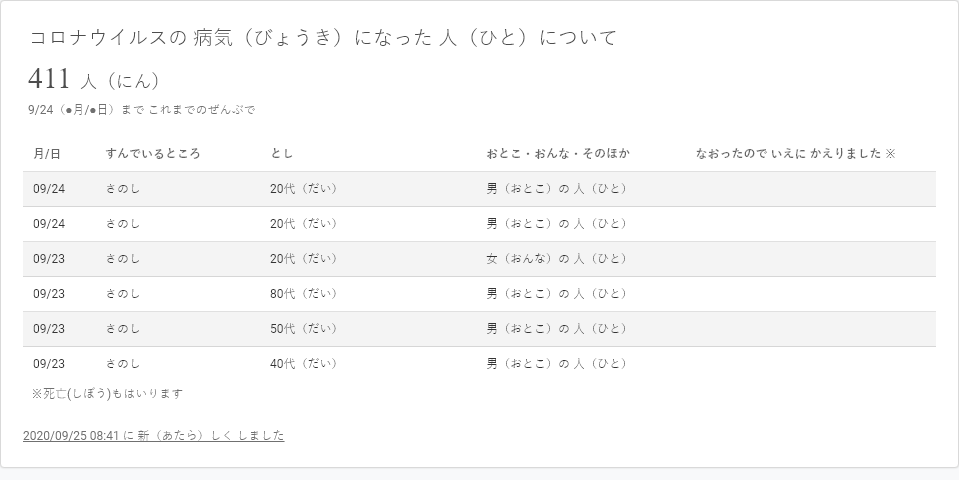 コロナウイルスの 病気（びょうき）になった 人（ひと）について
411 人（にん）
9/24（●月/●日）まで これまでのぜんぶで
月/日 すんでいるところ とし おとこ・おんな・そのほか なおったので いえに かえりました ※
09/24 さのし 20代（だい） 男（おとこ）の 人（ひと）
09/24 さのし 20代（だい） 男（おとこ）の 人（ひと）
09/23 さのし 20代（だい） 女（おんな）の 人（ひと）
09/23 さのし 80代（だい） 男（おとこ）の 人（ひと）
09/23 さのし 50代（だい） 男（おとこ）の 人（ひと）
09/23 さのし 40代（だい） 男（おとこ）の 人（ひと）
※死亡(しぼう)もはいります
2020/09/25 08:41 に 新（あたら）しく しました